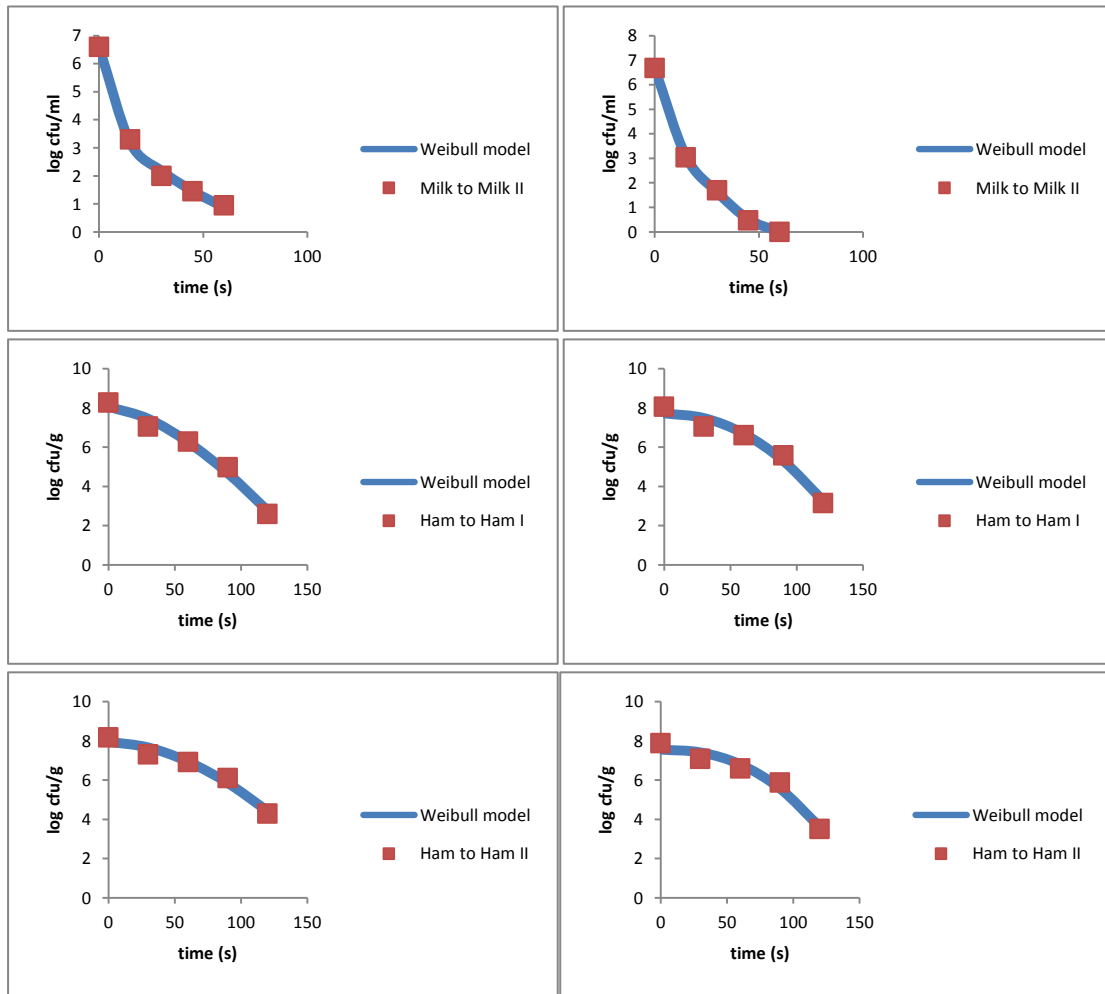 7
6
5
4
3
2
1
0
log cfu/ml
0 50 100
time (s)
Weibull model
Milk to Milk II
8
7
6
5
4
3
2
1
0
log cfu/ml
0 50 100
time (s)
Weibull model
Milk to Milk II
10
8
6
4
2
0
log cfu/g
0 50 100 150
time (s)
Weibull model
Ham to Ham I
10
8
6
4
2
0
log cfu/g
0 50 100 150
time (s)
Weibull model
Ham to Ham I
10
8
6
4
2
0
log cfu/g
0 50 100 150
time (s)
Weibull model
Ham to Ham II
10
8
6
4
2
0
log cfu/g
0 50 100 150
time (s)
Weibull model
Ham to Ham II